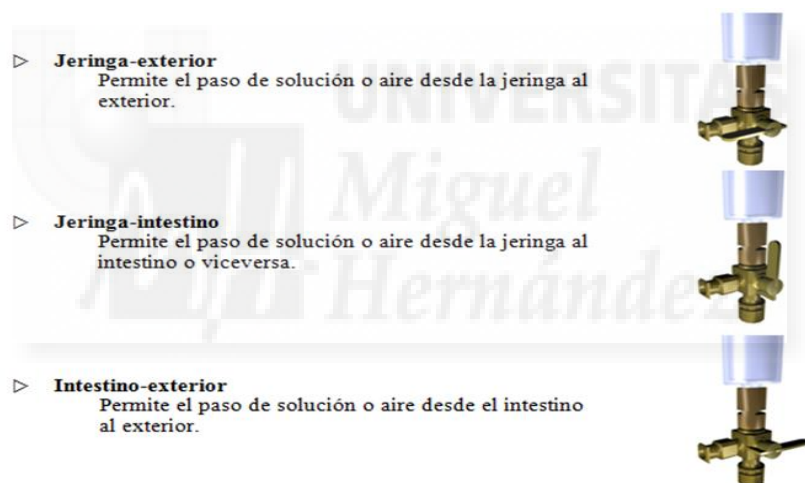 ▷ Jeringa-exterior
Permite el paso de solución o aire desde la jeringa al
exterior.
UNIVERSITAS
Miguel
▷ Jeringa-intestino
Permite el paso de solución o aire desde la jeringa al
intestino o viceversa.
Hernández
▷ Intestino-exterior
Permite el paso de solución o aire desde el intestino
al exterior.